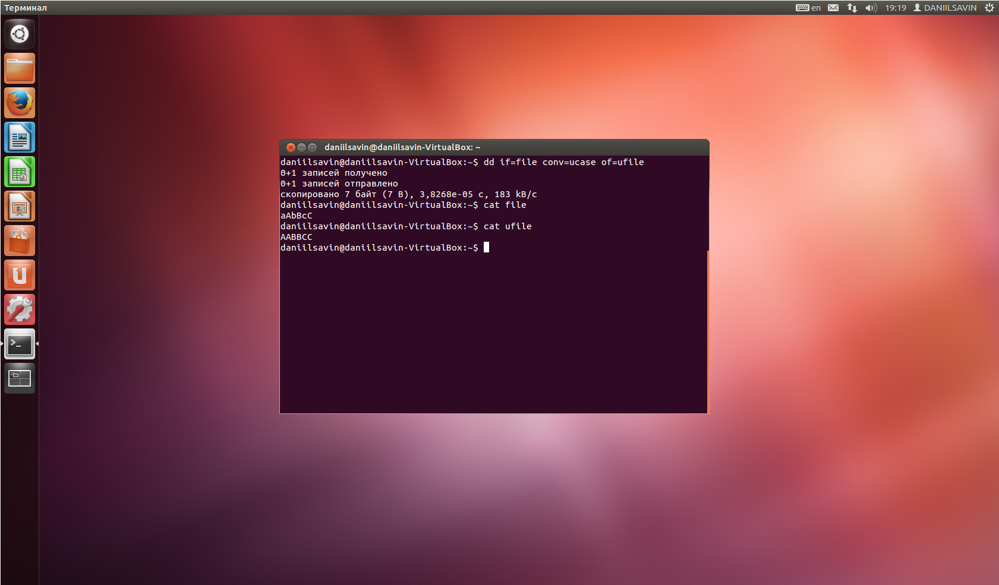 Терминал
en 19:19 DANIILSAVIN
daniilsavin@daniilsavin-VirtualBox: ~
daniilsavin@daniilsavin-VirtualBox:~$ dd if=file conv=ucase of=ufile
0+1 записей получено
0+1 записей отправлено
скопировано 7 байт (7 B), 3,8268e-05 c, 183 kB/c
daniilsavin@daniilsavin-VirtualBox:~$ cat file
aAbBcC
daniilsavin@daniilsavin-VirtualBox:~$ cat ufile
AABBCC
daniilsavin@daniilsavin-VirtualBox:~$